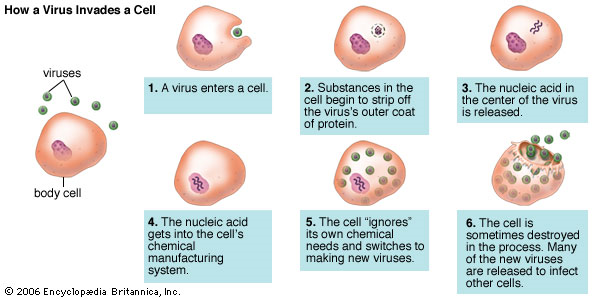 How a Virus Invades a Cell
viruses
body cell
1. A virus enters a cell.
2. Substances in the
cell begin to strip off
the virus's outer coat
of protein.
3. The nucleic acid in
the center of the virus
is released.
4. The nucleic acid
gets into the cell's
chemical
manufacturing
system.
5. The cell “ignores”
its own chemical
needs and switches to
making new viruses.
6. The cell is
sometimes destroyed
in the process. Many
of the new viruses
are released to infect
other cells.
© 2006 Encyclopædia Britannica, Inc.